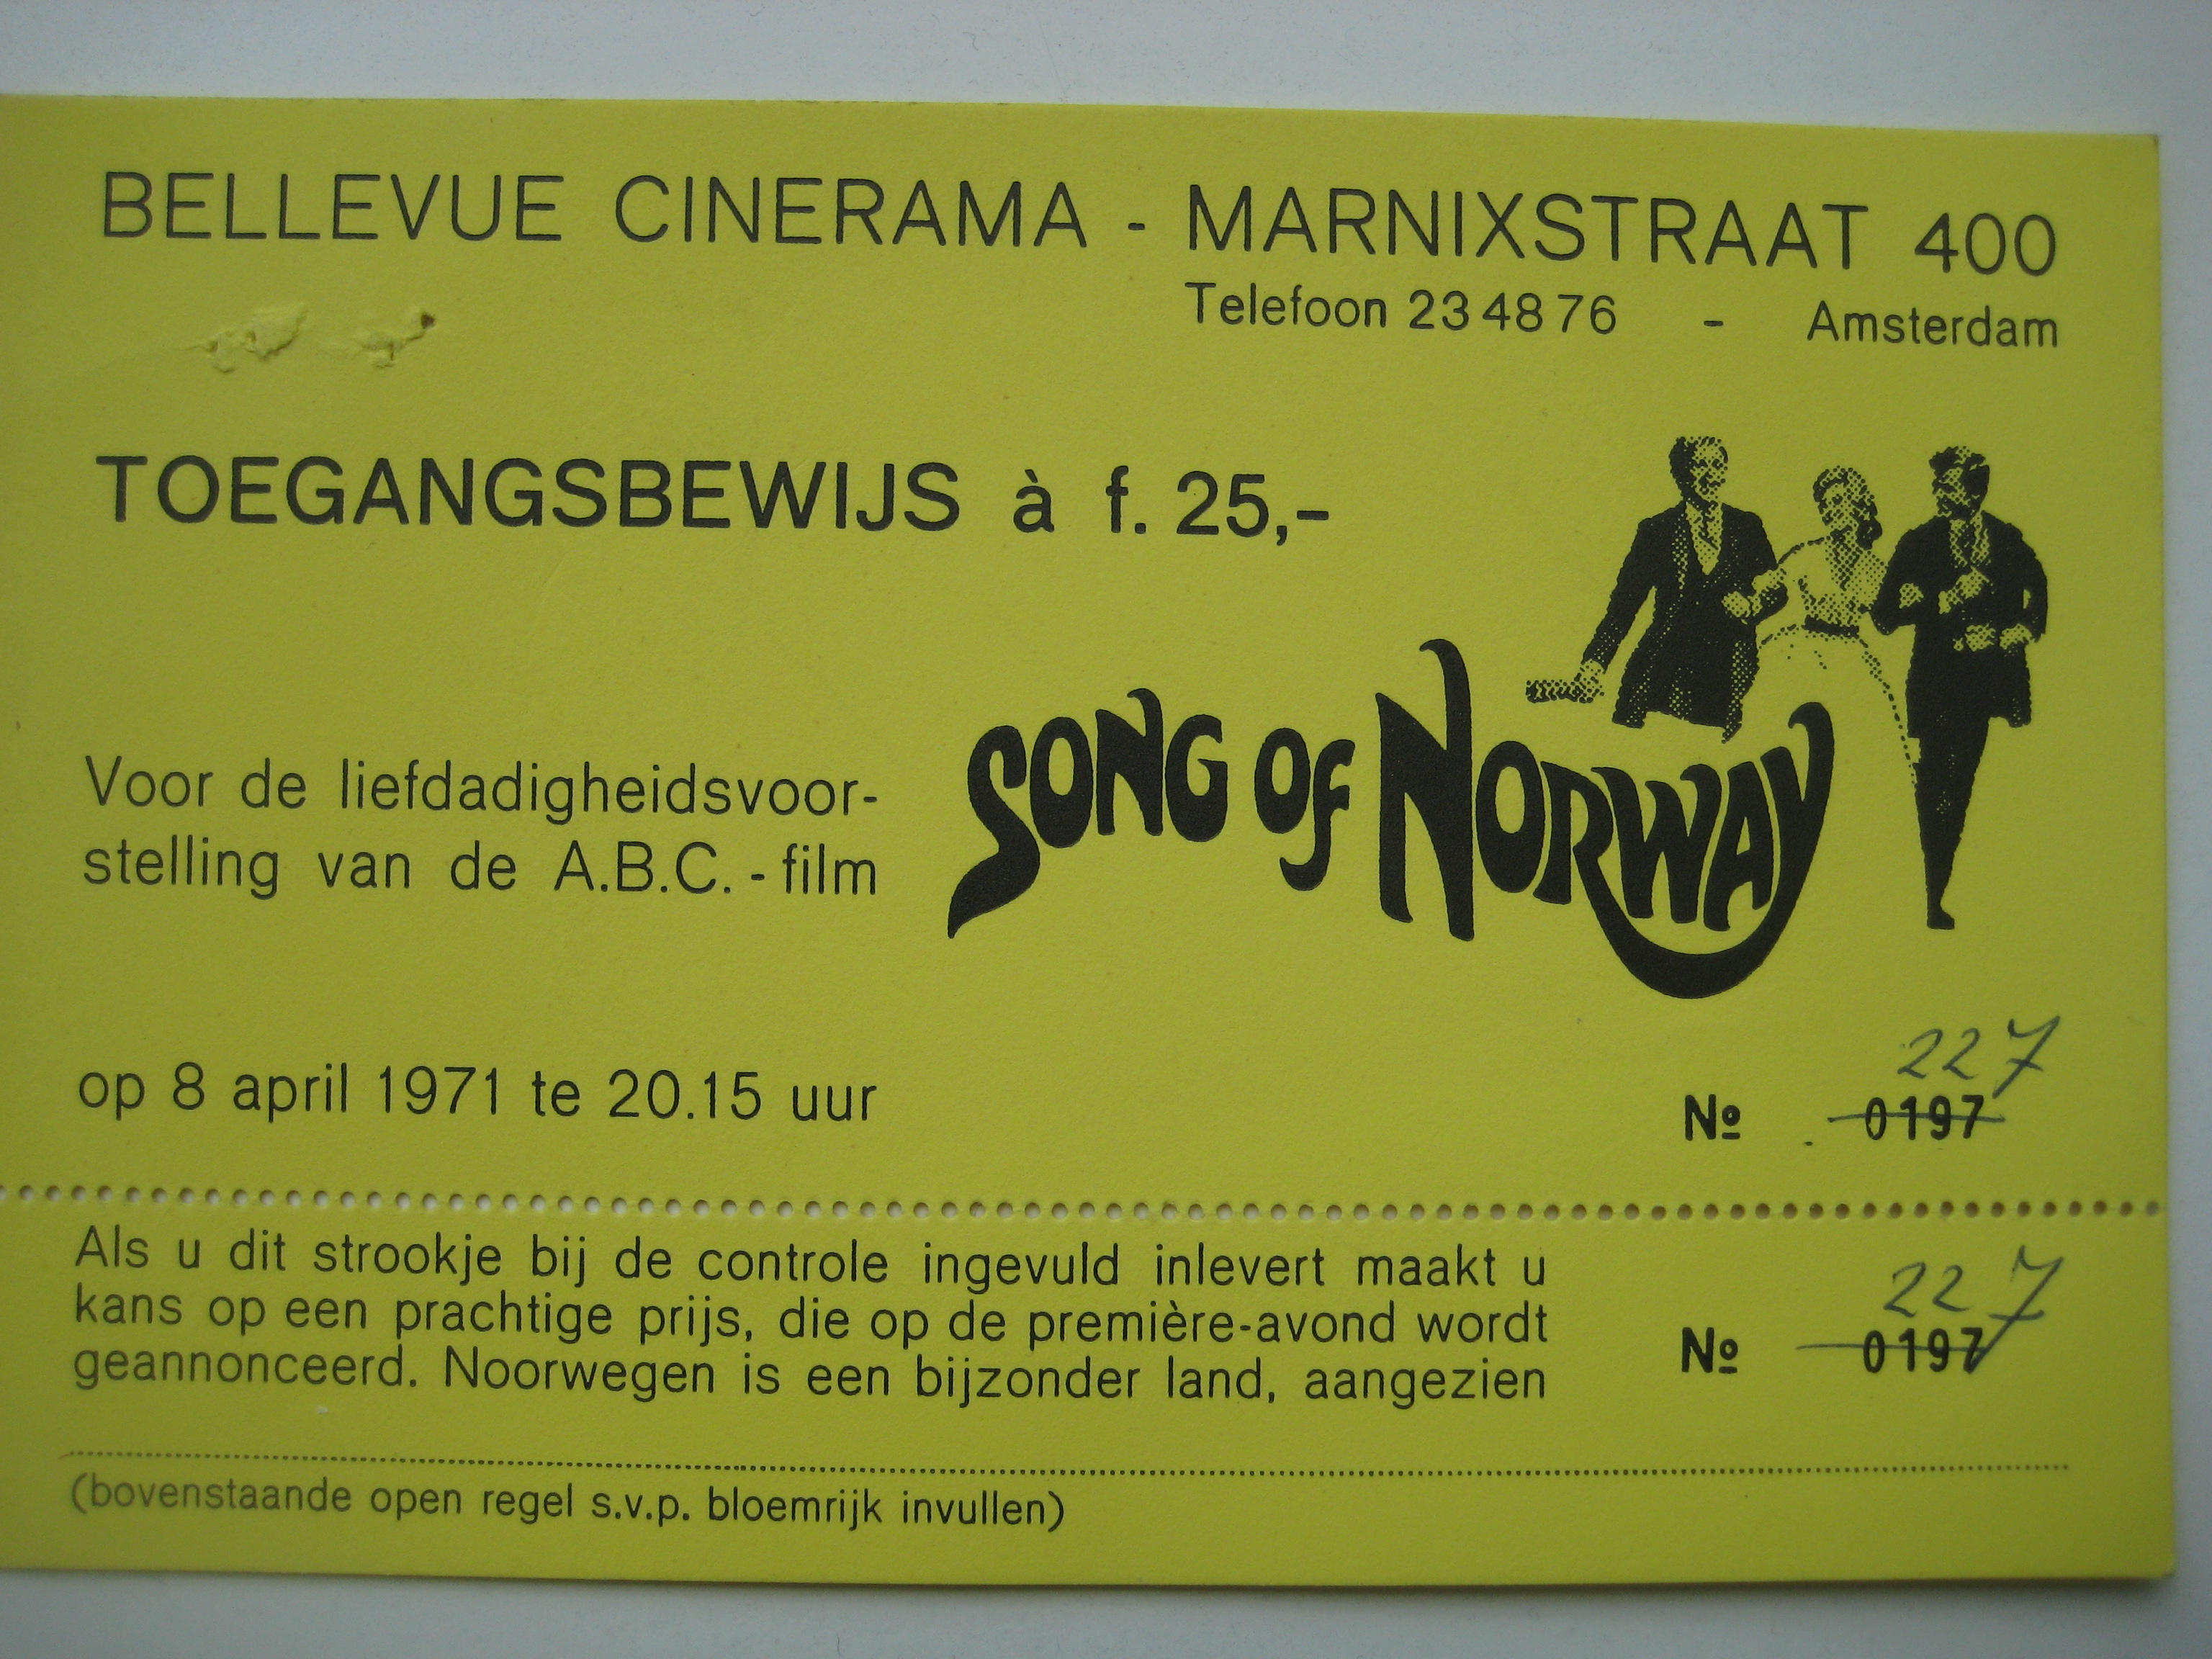 BELLEVUE CINERAMA - MARNIXSTRAAT 400
Telefoon 23 48 76 - Amsterdam
TOEGANGSBEWIJS à f. 25,-
Voor de liefdadigheidsvoor-
stelling van de A.B.C. - film
SONG OF NORWAY
op 8 april 1971 te 20.15 uur
227
Nº 0197
Als u dit strookje bij de controle ingevuld inlevert maakt u
kans op een prachtige prijs, die op de première-avond wordt
geannonceerd. Noorwegen is een bijzonder land, aangezien
227
Nº 0197
(bovenstaande open regel s.v.p. bloemrijk invullen)